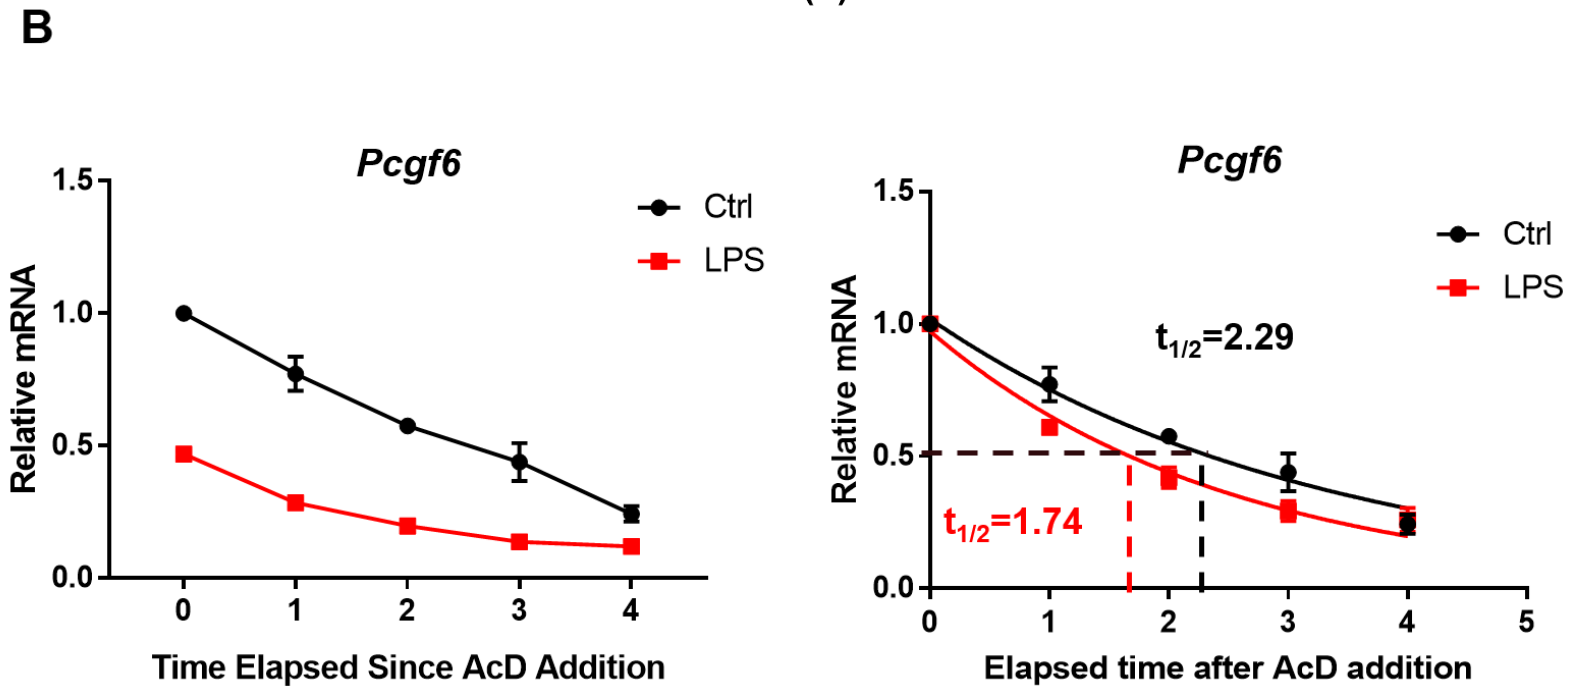 B
Pcgf6
1.5
1.0
0.5
0.0
Relative mRNA
Ctrl
LPS
0 1 2 3 4
Time Elapsed Since AcD Addition
Pcgf6
1.5
1.0
0.5
0.0
Relative mRNA
Ctrl
LPS
t1/2=2.29
t1/2=1.74
0 1 2 3 4 5
Elapsed time after AcD addition